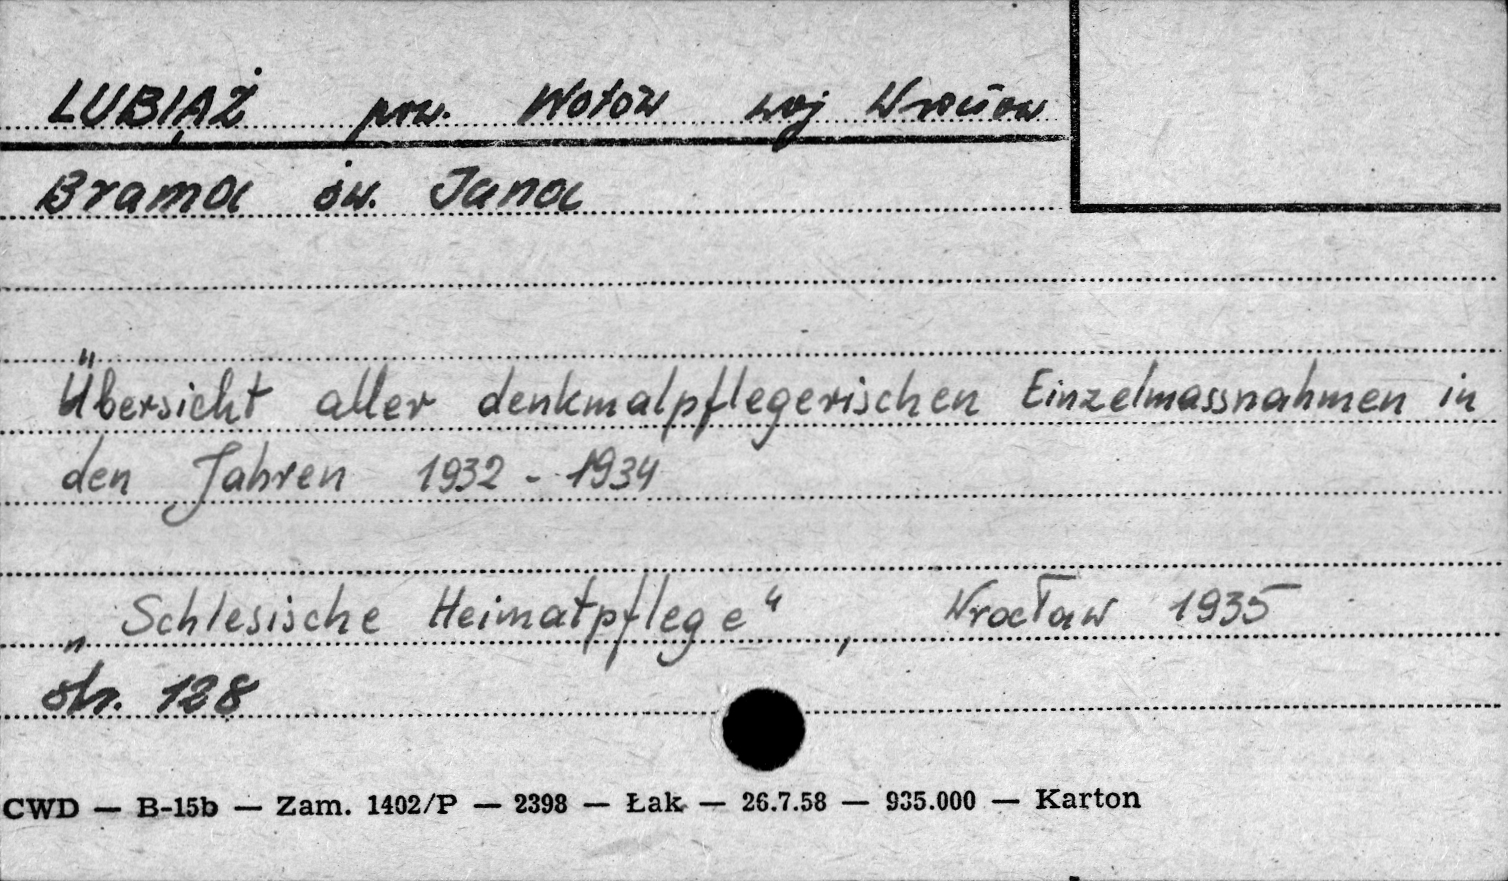 LUBIĄŻ pow. Wołów woj Wrocław
Brama św. Jana
Übersicht aller denkmalpflegerischen Einzelmassnahmen in
den Jahren 1932 - 1934
„Schlesische Heimatpflege“, Wrocław 1935
str. 128
CWD — B-15b — Zam. 1402/P — 2398 — Łak — 26.7.58 — 935.000 — Karton